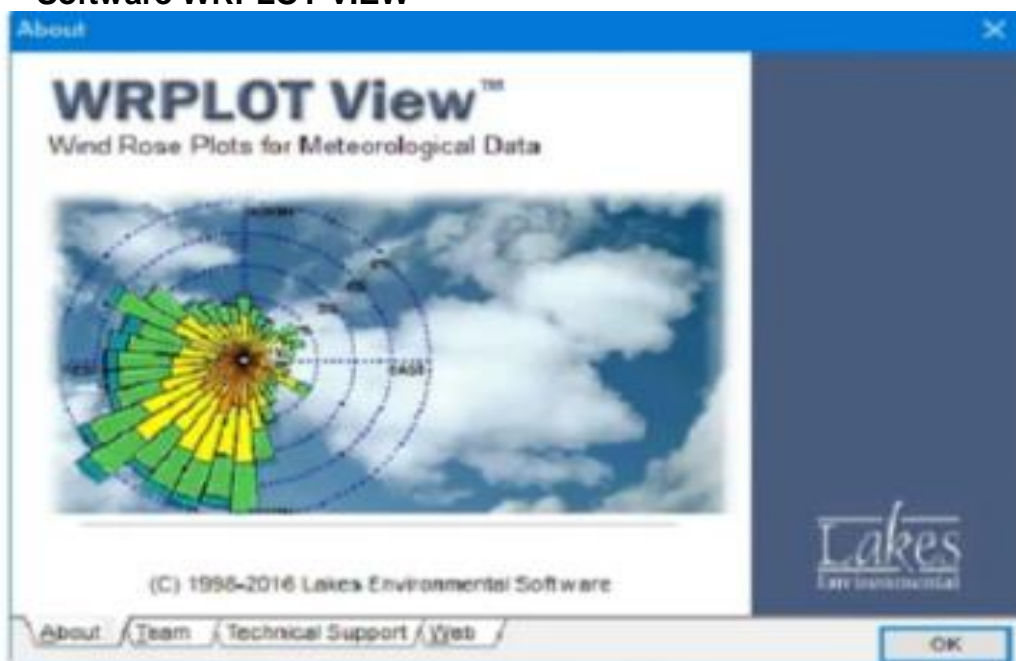 Software WRPLOT VIEW
About
WRPLOT View™
Wind Rose Plots for Meteorological Data
EAST
(C) 1998-2016 Lakes Environmental Software
Lakes
Environmental
About
Team
Technical Support
Web
OK